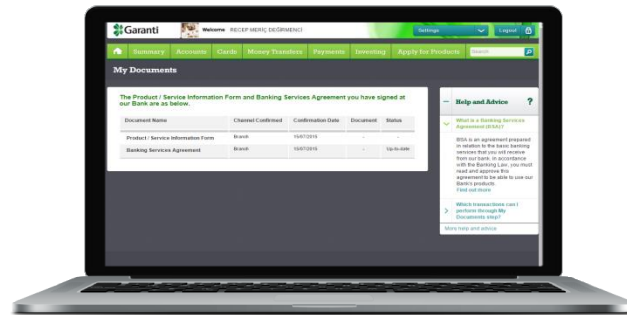 Garanti
Welcome RECEP MERİÇ DEĞİRMENCİ
Settings
Logout
Summary Accounts Cards Money Transfers Payments Investing Apply for Products Search
My Documents
The Product / Service Information Form and Banking Services Agreement you have signed at
our Bank are as below.
Document Name Channel Confirmed Confirmation Date Document Status
Product / Service Information Form Branch 15/07/2016 - -
Banking Services Agreement Branch 15/07/2016 - Up-to-date
Help and Advice ?
What is a Banking Services
Agreement (BSA)?
BSA is an agreement prepared
in relation to the basic banking
services that you will receive
from our bank. In accordance
with the Banking Law, you must
read and approve this
agreement to be able to use our
Bank's products.
Find out more
Which transactions can I
perform through My
Documents step?
More help and advice